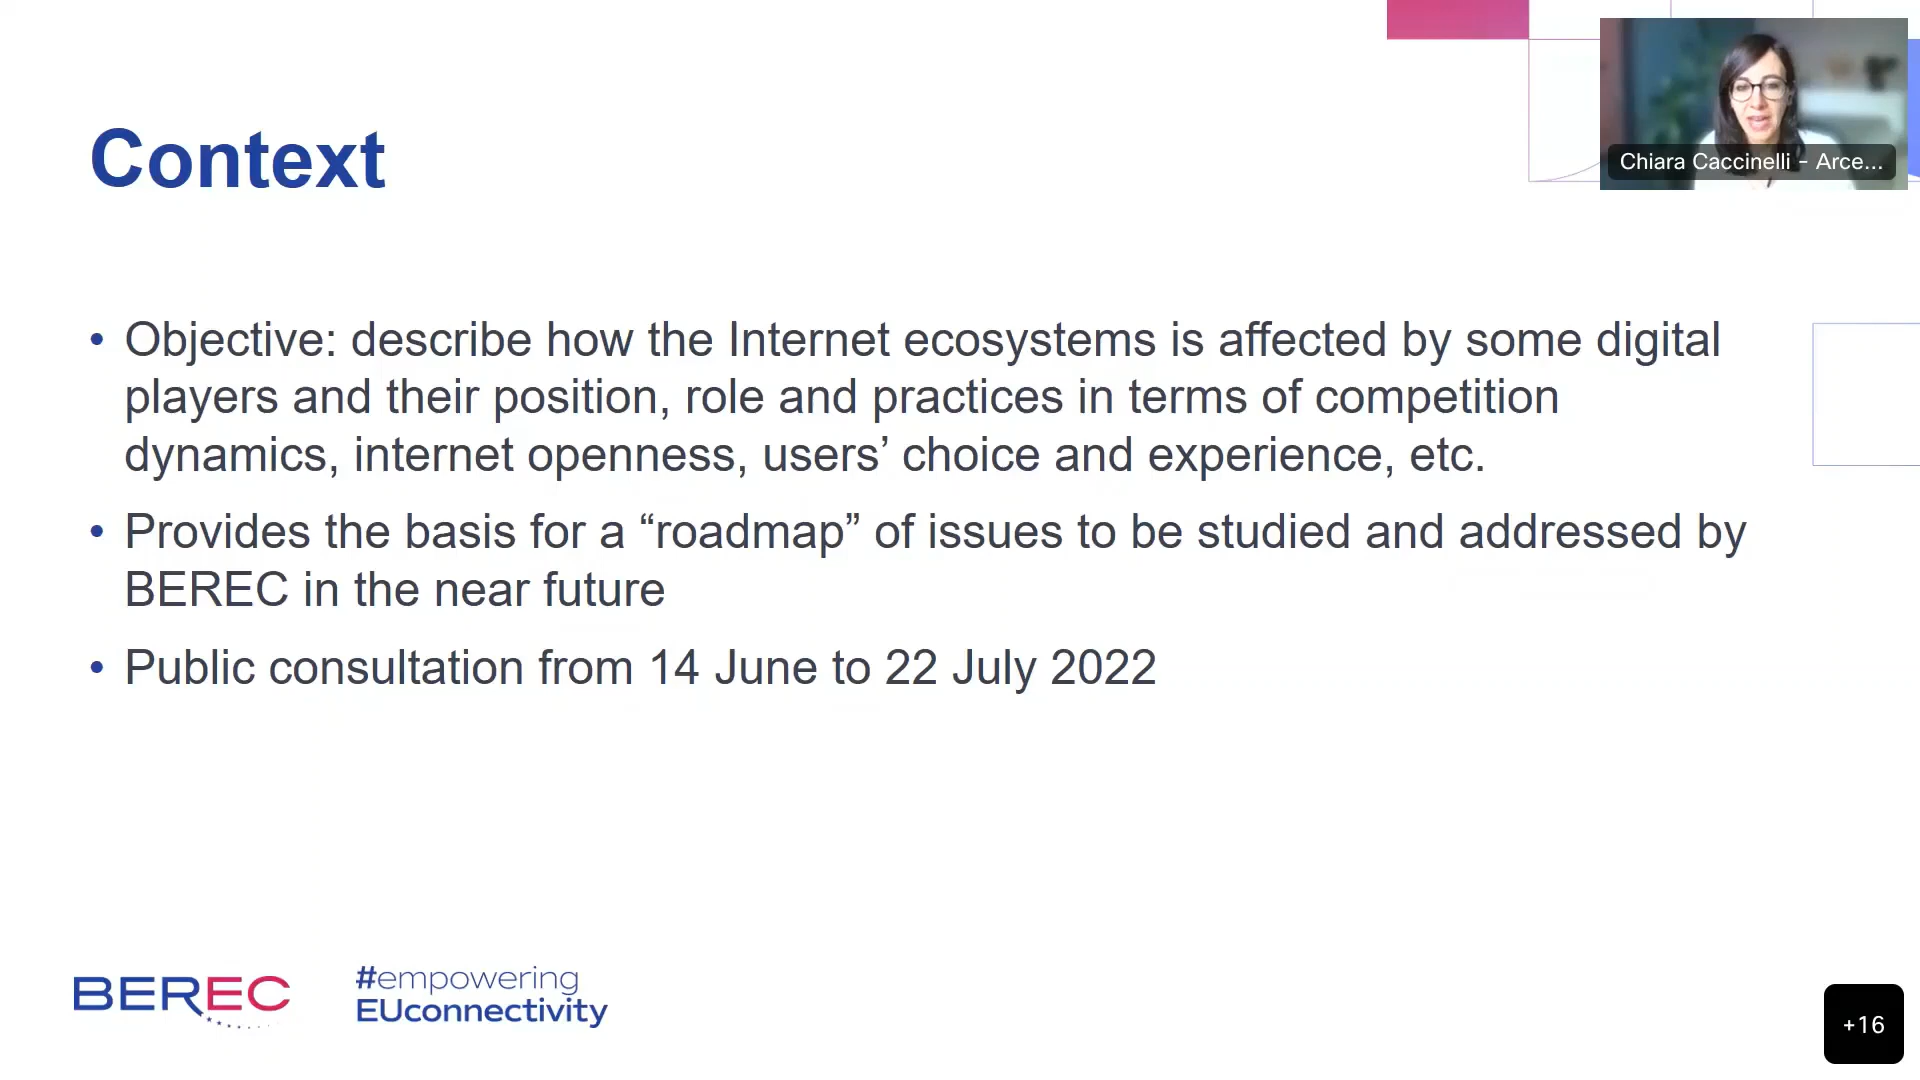 Context
Chiara Caccinelli - Arce...
• Objective: describe how the Internet ecosystems is affected by some digital
players and their position, role and practices in terms of competition
dynamics, internet openness, users’ choice and experience, etc.
• Provides the basis for a “roadmap” of issues to be studied and addressed by
BEREC in the near future
• Public consultation from 14 June to 22 July 2022
BEREC
#empowering
EUconnectivity
+16